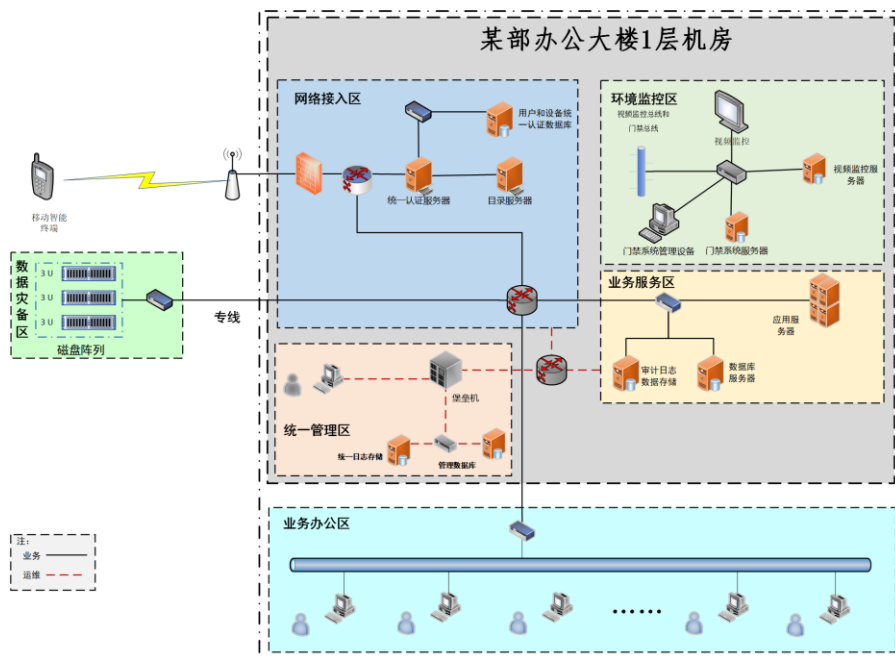 某部办公大楼1层机房
网络接入区
用户和设备统
一认证数据库
统一认证服务器
目录服务器
环境监控区
视频监控总线和
门禁总线
视频监控
视频监控服
务器
门禁系统管理设备
门禁系统服务器
移动智能
终端
数据灾备区
3U
3U
3U
磁盘阵列
专线
业务服务区
应用服
务器
审计日志
数据存储
数据库
服务器
堡垒机
统一管理区
统一日志存储
管理数据库
业务办公区
······
注:
业务
运维